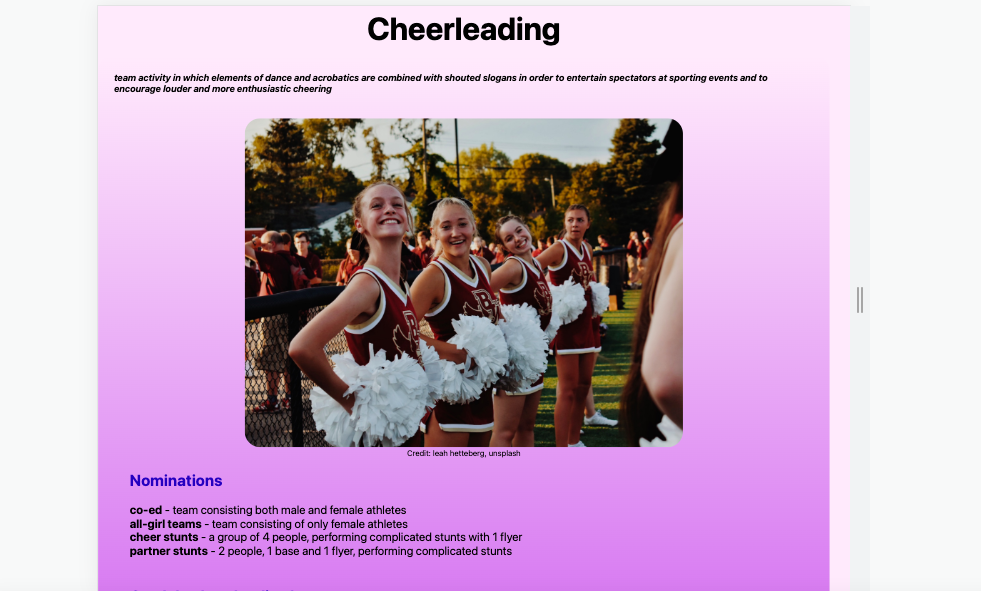 Cheerleading
team activity in which elements of dance and acrobatics are combined with shouted slogans in order to entertain spectators at sporting events and to
encourage louder and more enthusiastic cheering
B
B
Credit: leah hetteberg, unsplash
Nominations
co-ed - team consisting both male and female athletes
all-girl teams - team consisting of only female athletes
cheer stunts - a group of 4 people, performing complicated stunts with 1 flyer
partner stunts - 2 people, 1 base and 1 flyer, performing complicated stunts